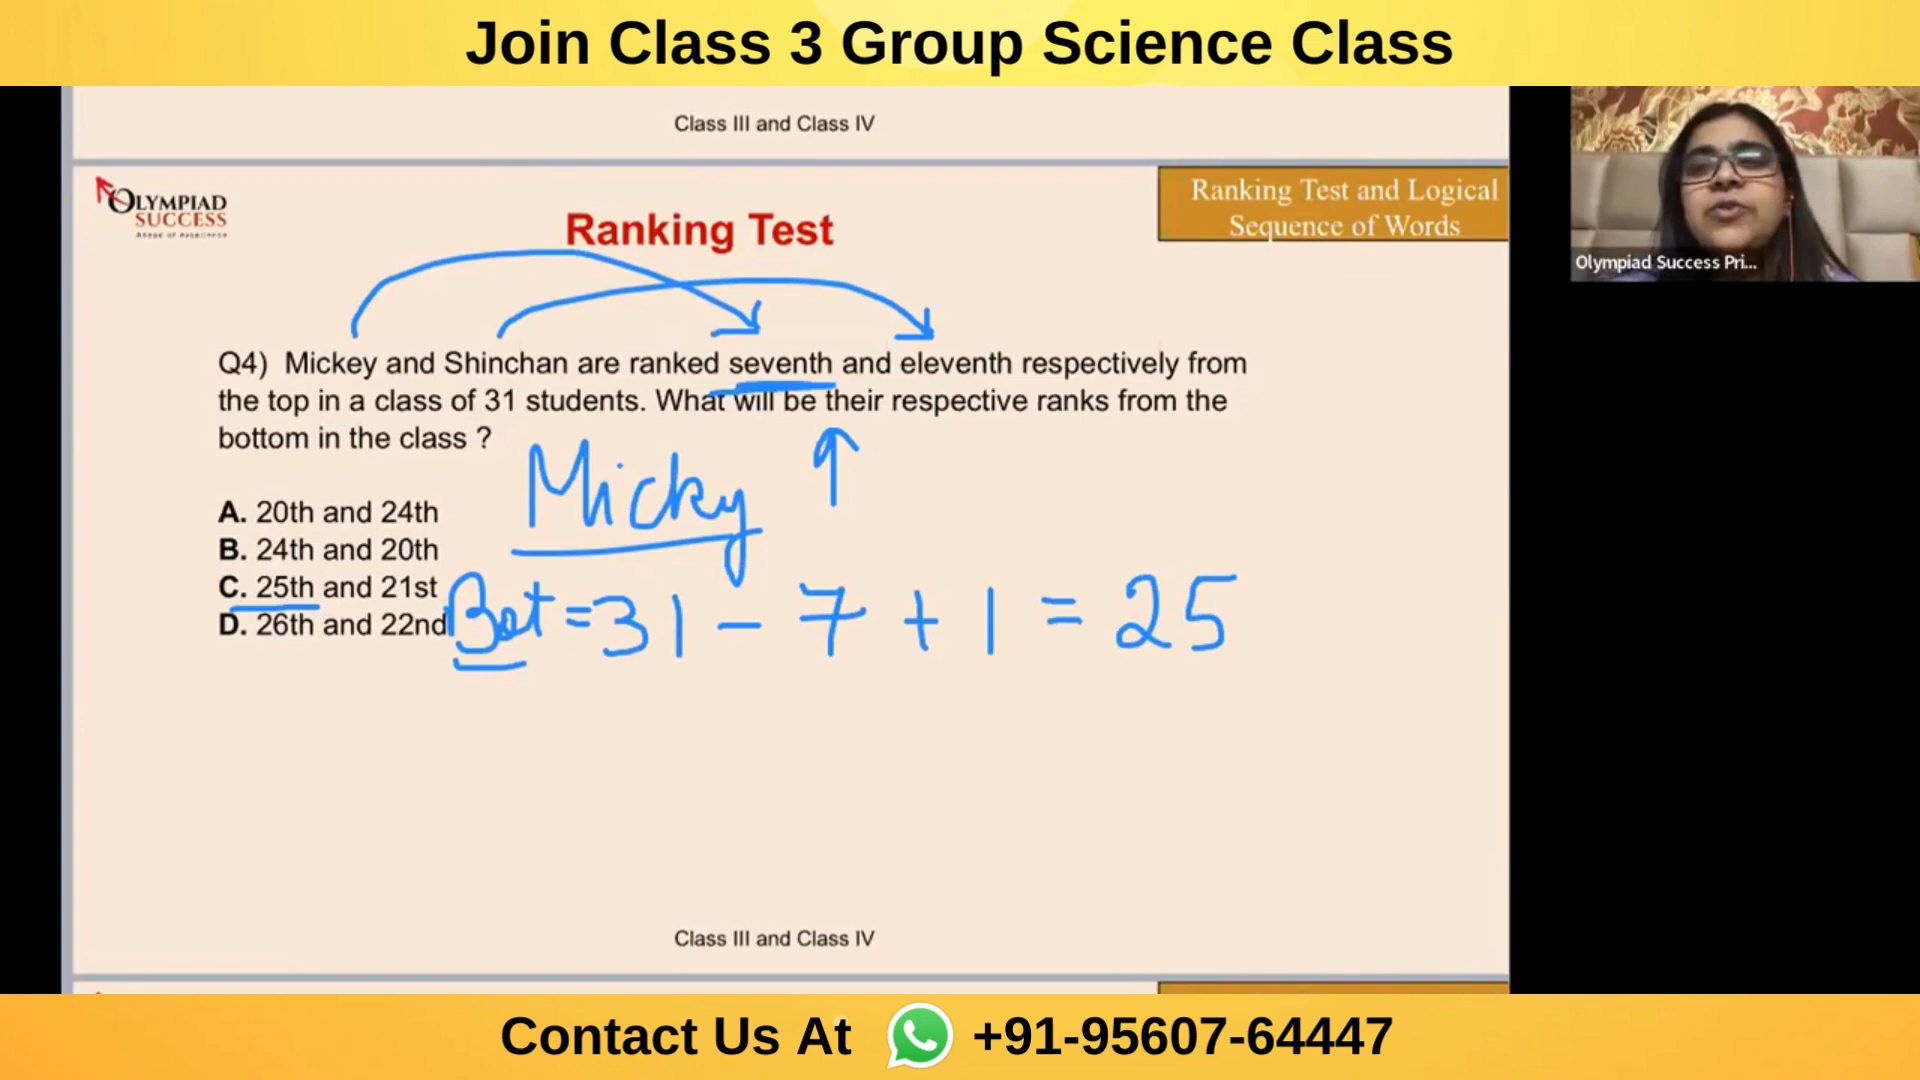 Join Class 3 Group Science Class
Class III and Class IV
OLYMPIAD
SUCCESS
Ahead of excellence
Ranking Test
Ranking Test and Logical
Sequence of Words
Olympiad Success Pri...
Q4) Mickey and Shinchan are ranked seventh and eleventh respectively from
the top in a class of 31 students. What will be their respective ranks from the
bottom in the class ?
Micky
A. 20th and 24th
B. 24th and 20th
C. 25th and 21st
D. 26th and 22nd
Bot = 31 - 7 + 1 = 25
Class III and Class IV
Contact Us At +91-95607-64447